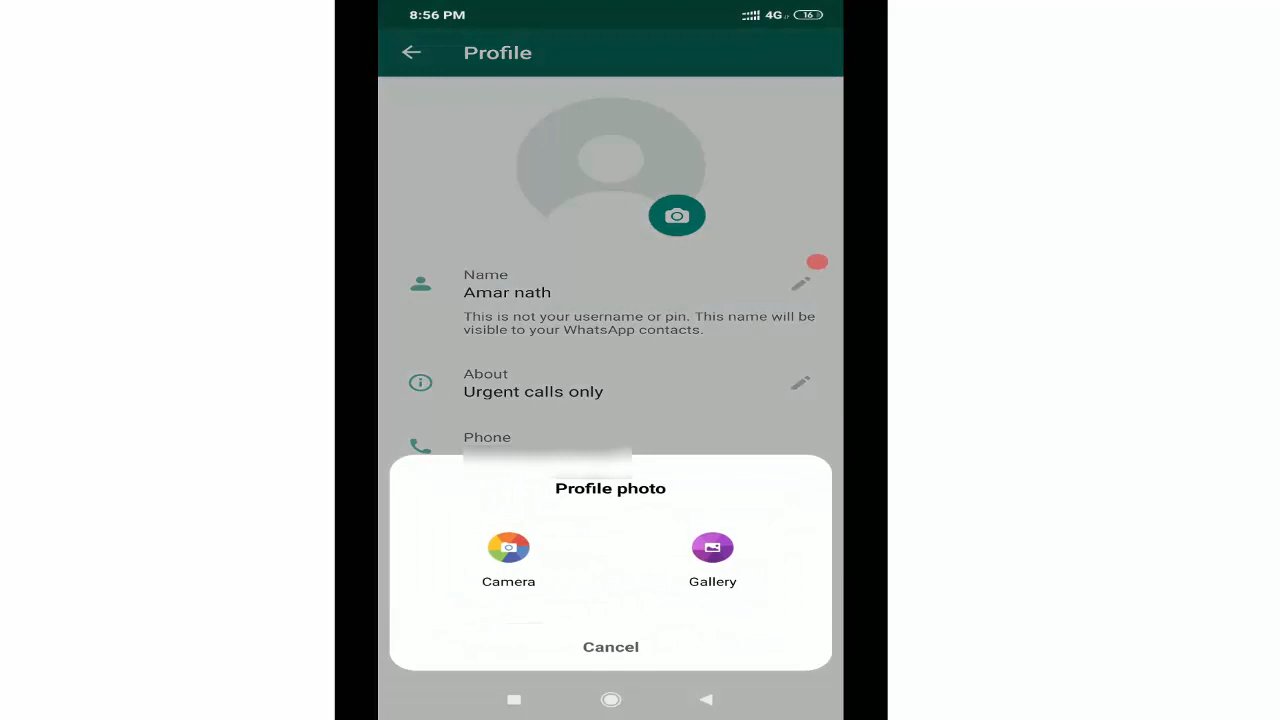 8:56 PM
4G
16
Profile
Name
Amar nath
This is not your username or pin. This name will be
visible to your WhatsApp contacts.
About
Urgent calls only
Phone
Profile photo
Camera
Gallery
Cancel